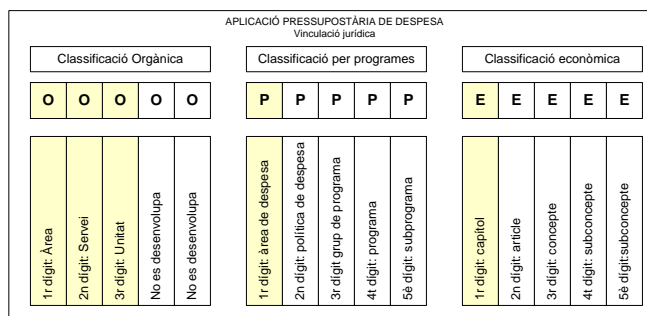 APLICACIÓ PRESSUPOSTÀRIA DE DESPESA
Vinculació jurídica
Classificació Orgànica
Classificació per programes
Classificació econòmica
O O O O O
P P P P P
E E E E E
1r dígit: Àrea
2n dígit: Servei
3r dígit: Unitat
No es desenvolupa
No es desenvolupa
1r dígit: àrea de despesa
2n dígit: política de despesa
3r dígit grup de programa
4t dígit: programa
5è dígit: subprograma
1r dígit: capítol
2n dígit: article
3r dígit: concepte
4t dígit: subconcepte
5è dígit:subconcepte